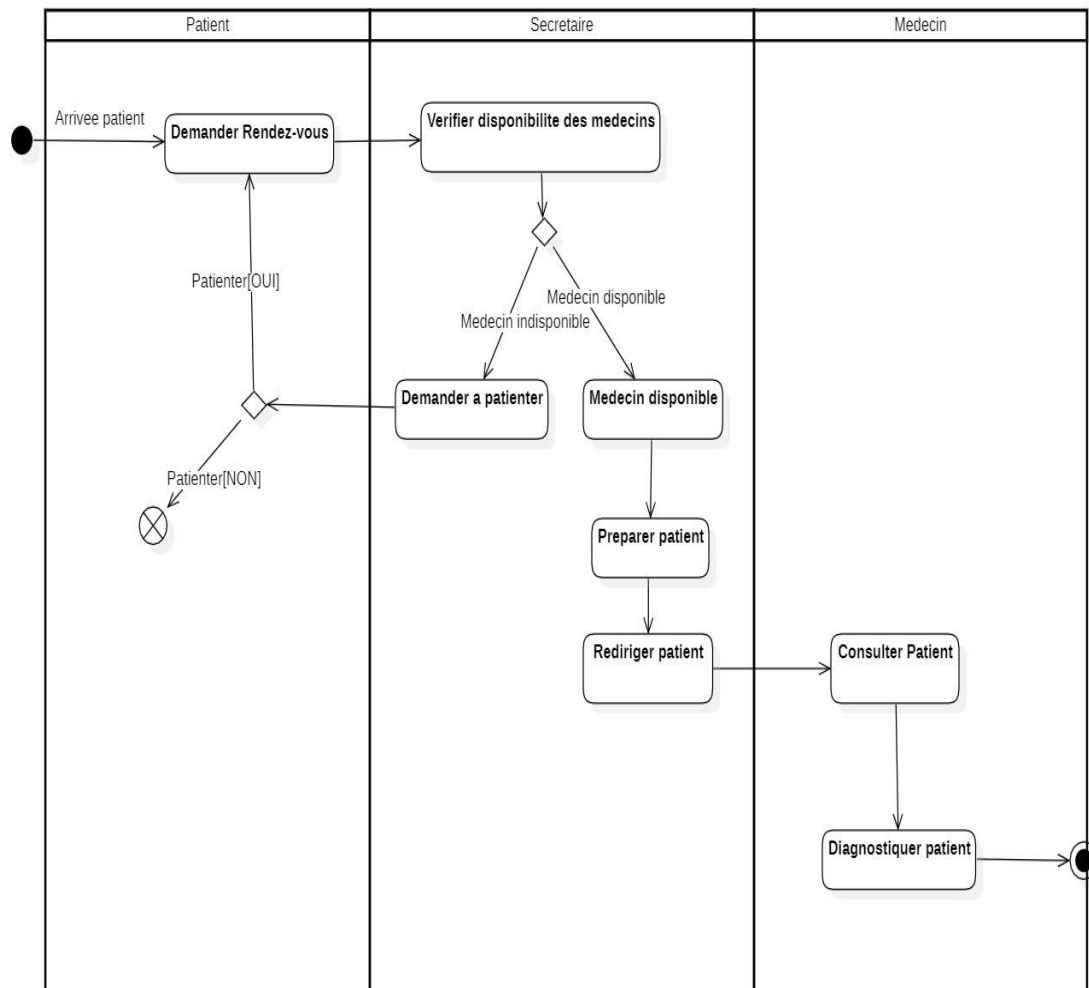 Patient
Secretaire
Medecin
Arrivee patient
Demander Rendez-vous
Verifier disponibilite des medecins
Patienter[OUI]
Medecin disponible
Medecin indisponible
Demander a patienter
Medecin disponible
Patienter[NON]
Preparer patient
Rediriger patient
Consulter Patient
Diagnostiquer patient